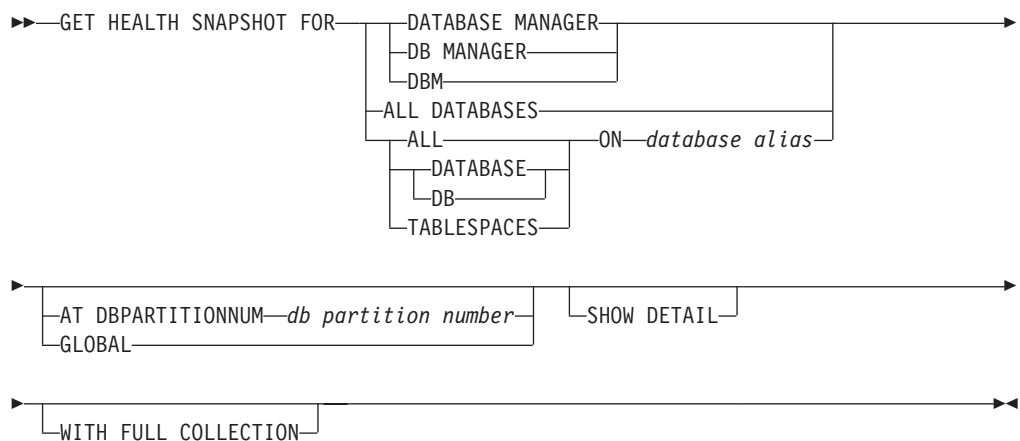 GET HEALTH SNAPSHOT FOR DATABASE MANAGER
DB MANAGER
DBM
ALL DATABASES
ALL ON database alias
DATABASE
DB
TABLESPACES
AT DBPARTITIONNUM db partition number SHOW DETAIL
GLOBAL
WITH FULL COLLECTION